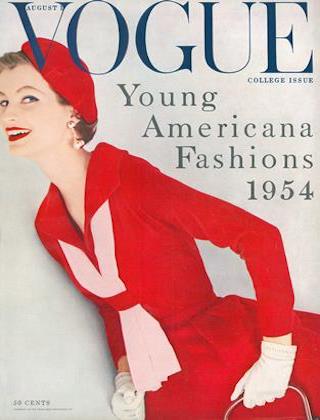 AUGUST 1
VOGUE
COLLEGE ISSUE
Young
Americana
Fashions
1954
50 CENTS